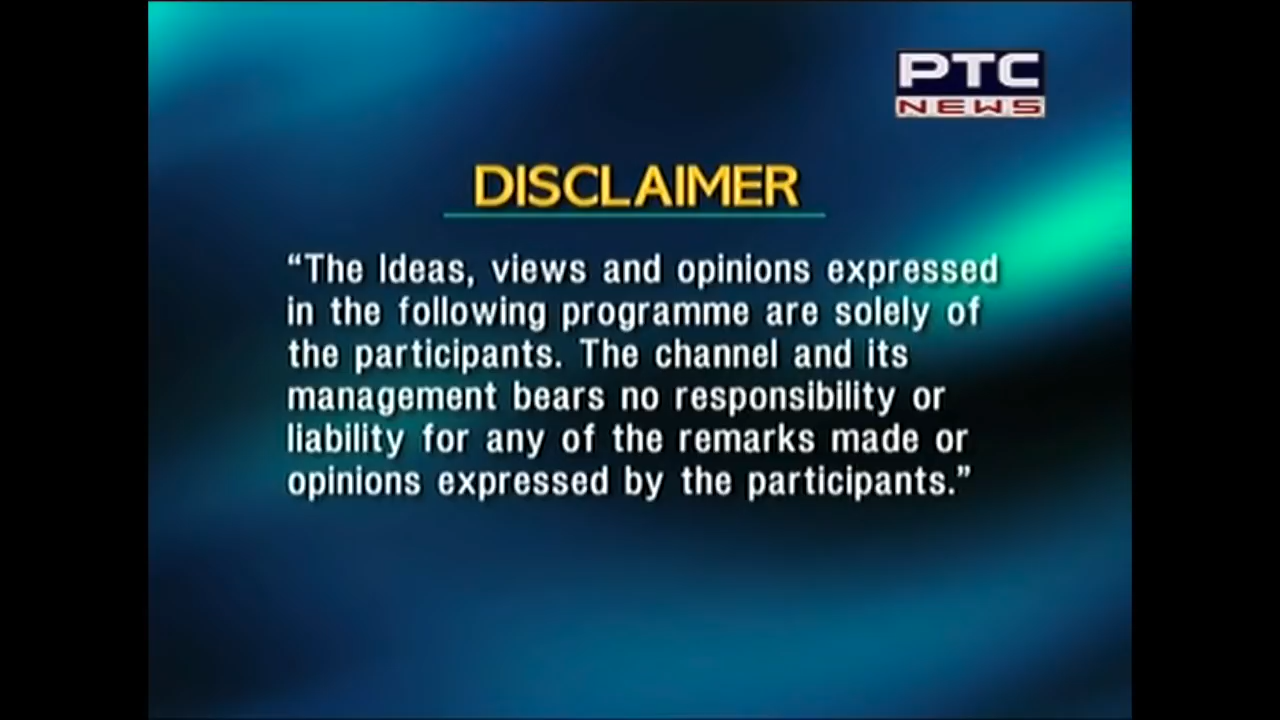 PTC
NEWS
DISCLAIMER
“The Ideas, views and opinions expressed
in the following programme are solely of
the participants. The channel and its
management bears no responsibility or
liability for any of the remarks made or
opinions expressed by the participants.”